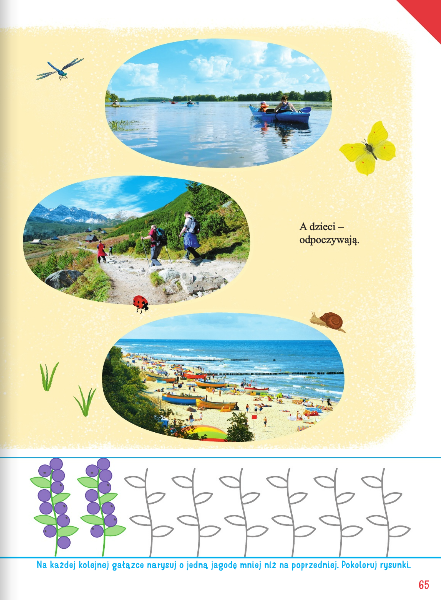 A dzieci –
odpoczywają.
Na każdej kolejnej gałązce narysuj o jedną jagodę mniej niż na poprzedniej. Pokoloruj rysunki.
65